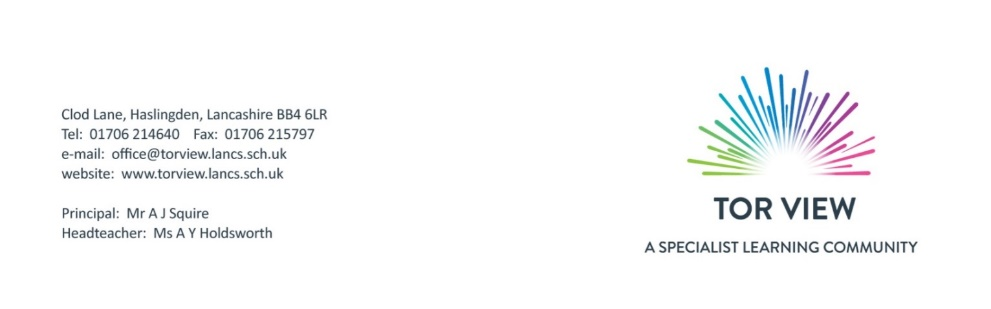 Clod Lane, Haslingden, Lancashire BB4 6LR
Tel:  01706 214640    Fax:  01706 215797
e-mail:  office@torview.lancs.sch.uk
website:  www.torview.lancs.sch.uk
Principal:  Mr A J Squire
Headteacher:  Ms A Y Holdsworth
TOR VIEW
A SPECIALIST LEARNING COMMUNITY